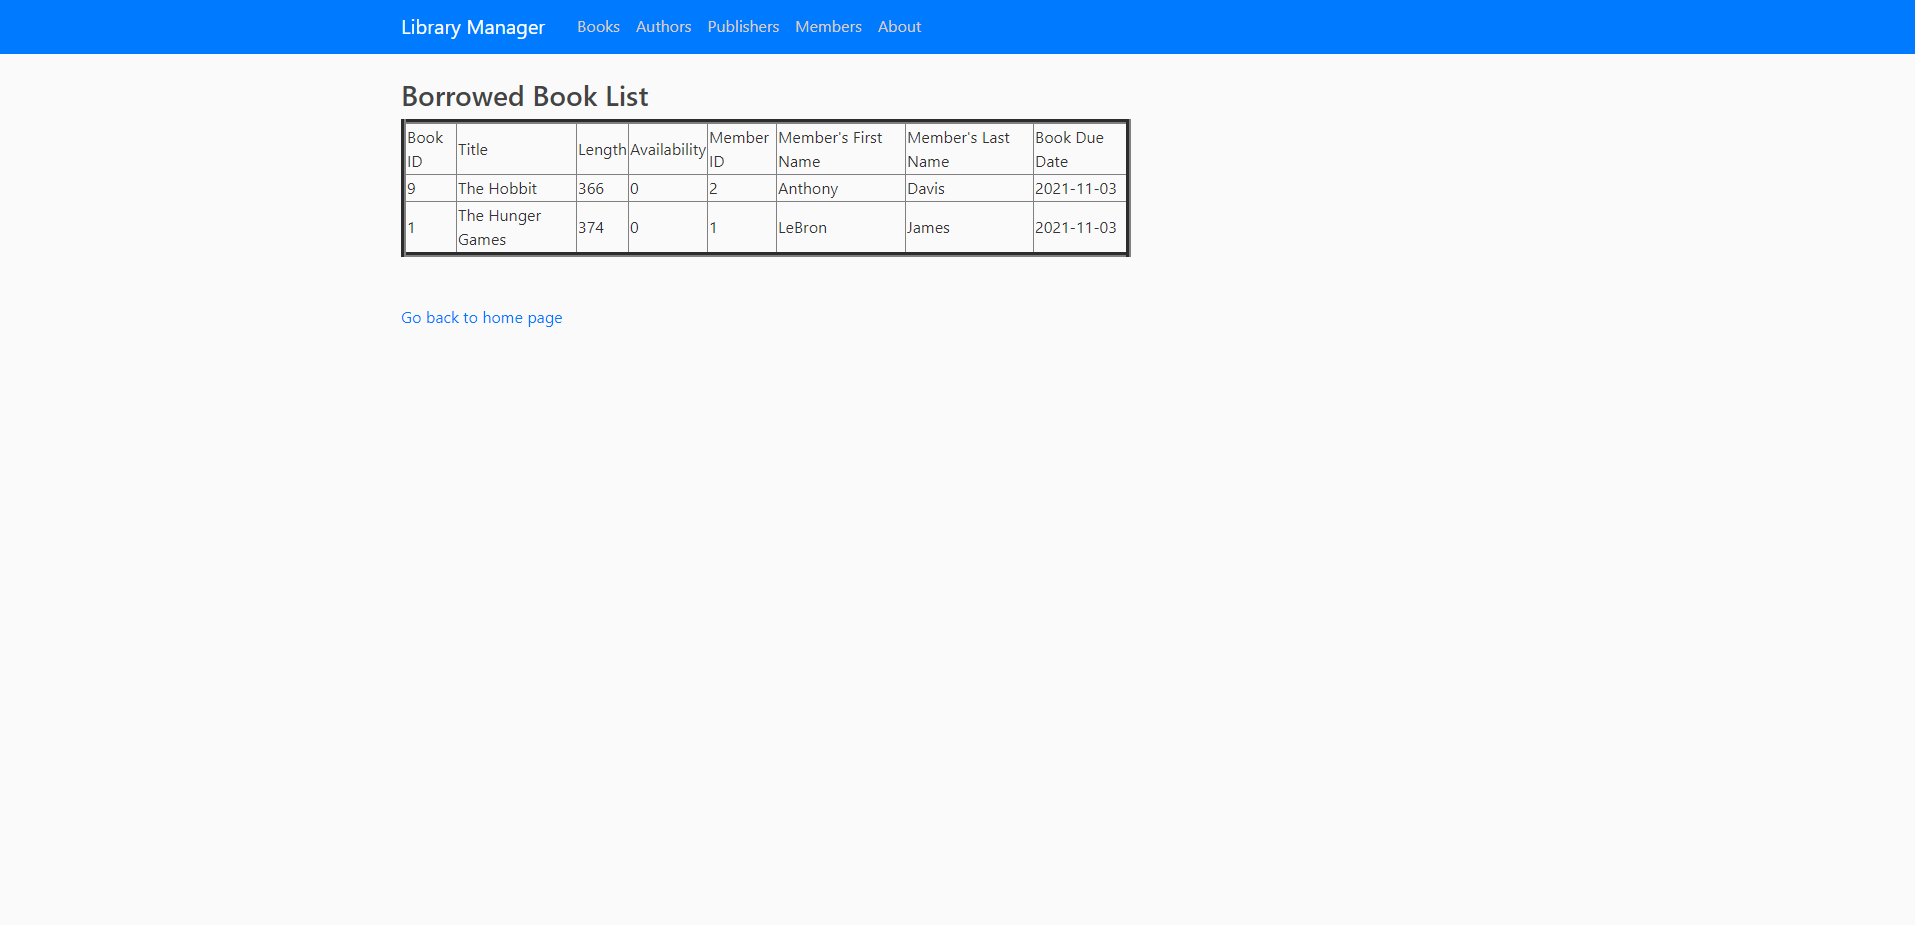 Library Manager Books Authors Publishers Members About
Borrowed Book List
Book ID Title Length Availability Member ID Member's First Name Member's Last Name Book Due Date
9 The Hobbit 366 0 2 Anthony Davis 2021-11-03
1 The Hunger Games 374 0 1 LeBron James 2021-11-03
Go back to home page